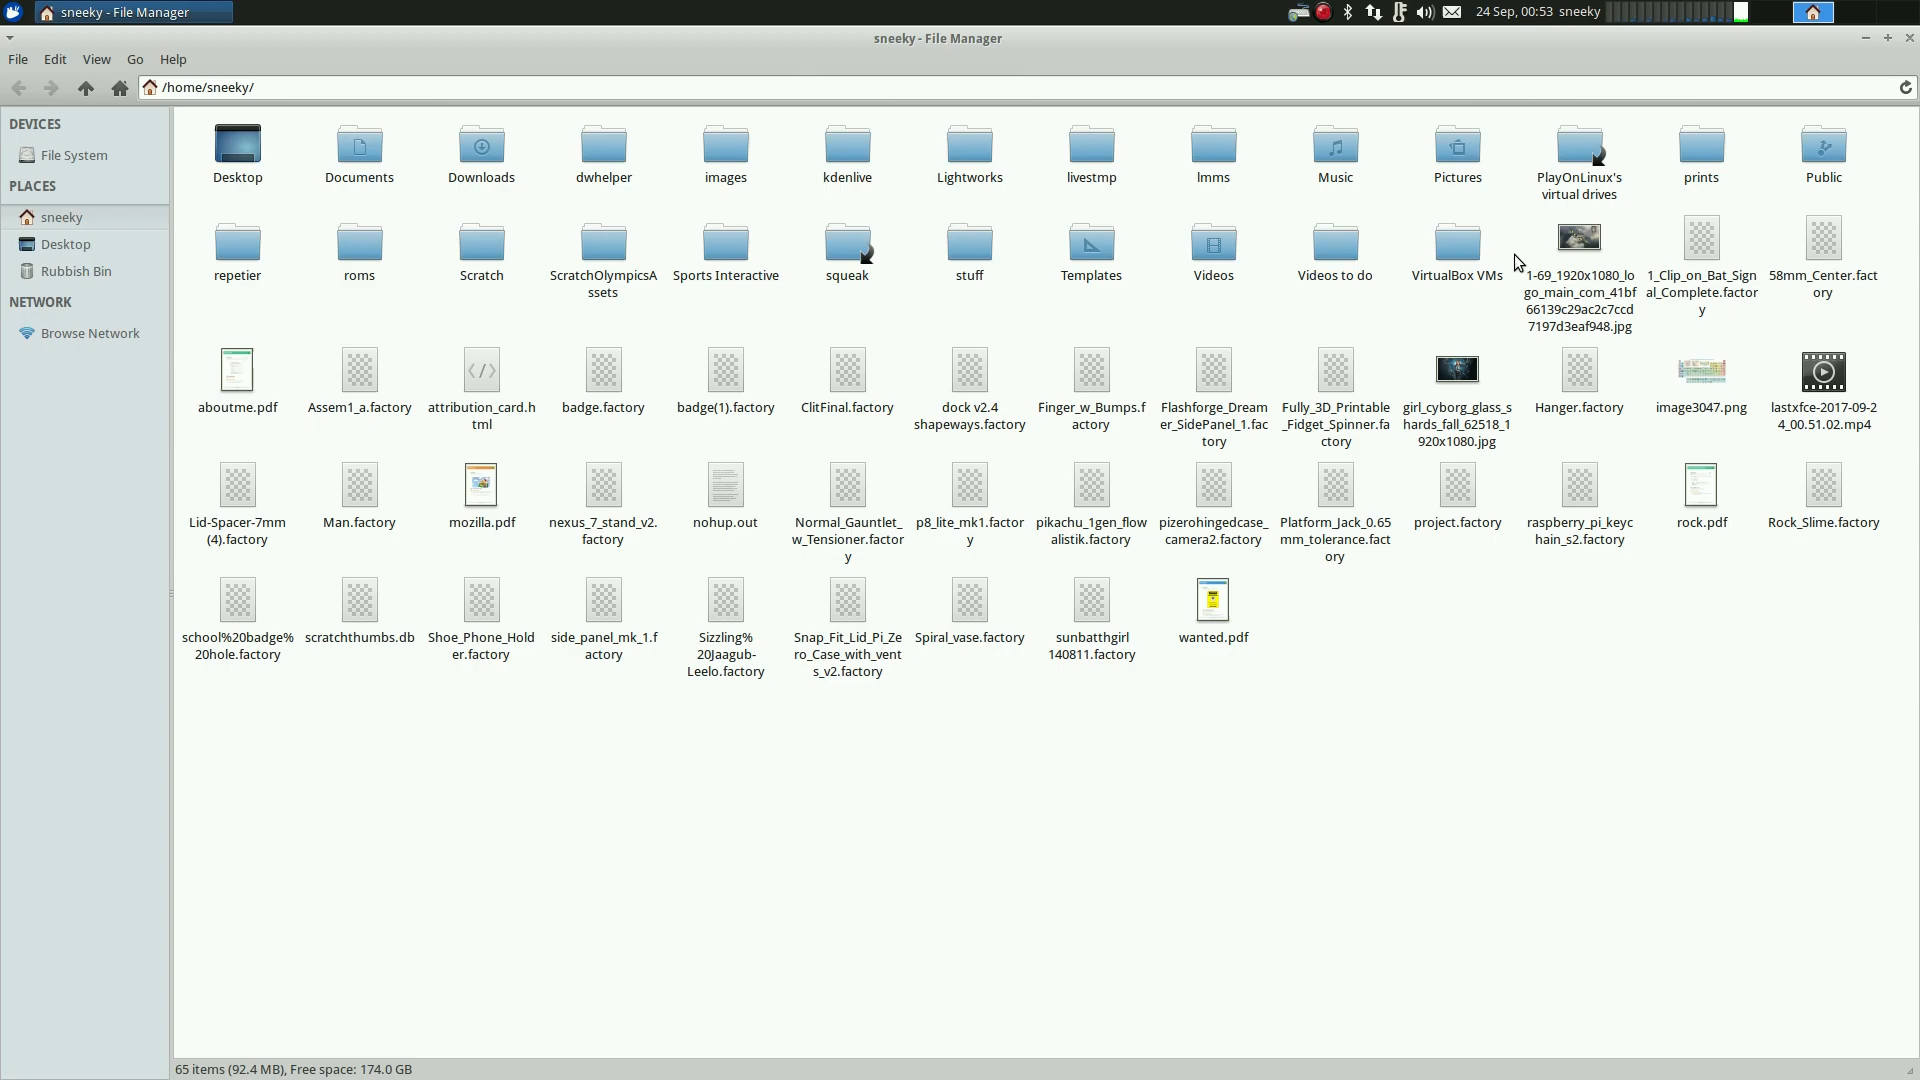 sneeky - File Manager
24 Sep, 00:53 sneeky
sneeky - File Manager
File Edit View Go Help
/home/sneeky/
DEVICES
File System
PLACES
sneeky
Desktop
Rubbish Bin
NETWORK
Browse Network
Desktop
Documents
Downloads
dwhelper
images
kdenlive
Lightworks
livestmp
lmms
Music
Pictures
PlayOnLinux's
virtual drives
prints
Public
repetier
roms
Scratch
ScratchOlympicsA
ssets
Sports Interactive
squeak
stuff
Templates
Videos
Videos to do
VirtualBox VMs
1-69_1920x1080_lo
go_main_com_41bf
66139c29ac2c7ccd
7197d3eaf948.jpg
1_Clip_on_Bat_Sign
al_Complete.factor
y
58mm_Center.fact
ory
aboutme.pdf
Assem1_a.factory
attribution_card.h
tml
badge.factory
badge(1).factory
ClitFinal.factory
dock v2.4
shapeways.factory
Finger_w_Bumps.f
actory
Flashforge_Dream
er_SidePanel_1.fac
tory
Fully_3D_Printable
_Fidget_Spinner.fa
ctory
girl_cyborg_glass_s
hards_fall_62518_1
920x1080.jpg
Hanger.factory
image3047.png
lastxfce-2017-09-2
4_00.51.02.mp4
Lid-Spacer-7mm
(4).factory
Man.factory
mozilla.pdf
nexus_7_stand_v2.
factory
nohup.out
Normal_Gauntlet_
w_Tensioner.factor
y
p8_lite_mk1.factor
y
pikachu_1gen_flow
alistik.factory
pizerohingedcase_
camera2.factory
Platform_Jack_0.65
mm_tolerance.fact
ory
project.factory
raspberry_pi_keyc
hain_s2.factory
rock.pdf
Rock_Slime.factory
school%20badge%
20hole.factory
scratchthumbs.db
Shoe_Phone_Hold
er.factory
side_panel_mk_1.f
actory
Sizzling%
20Jaagub-
Leelo.factory
Snap_Fit_Lid_Pi_Ze
ro_Case_with_vent
s_v2.factory
Spiral_vase.factory
sunbatthgirl
140811.factory
wanted.pdf
65 items (92.4 MB), Free space: 174.0 GB